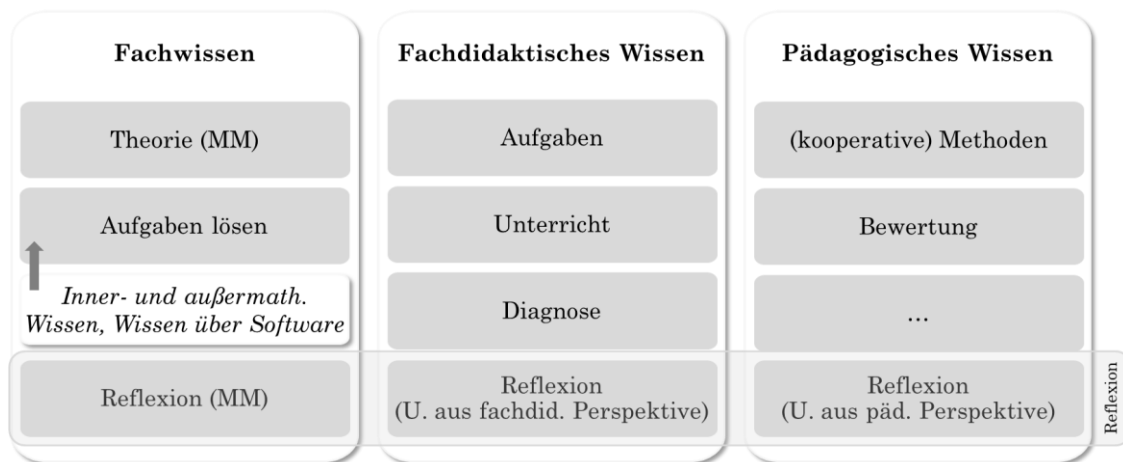 Fachwissen
Theorie (MM)
Aufgaben lösen
Inner- und außermath.
Wissen, Wissen über Software
Reflexion (MM)
Fachdidaktisches Wissen
Aufgaben
Unterricht
Diagnose
Reflexion
(U. aus fachdid. Perspektive)
Pädagogisches Wissen
(kooperative) Methoden
Bewertung
...
Reflexion
(U. aus päd. Perspektive)
Reflexion